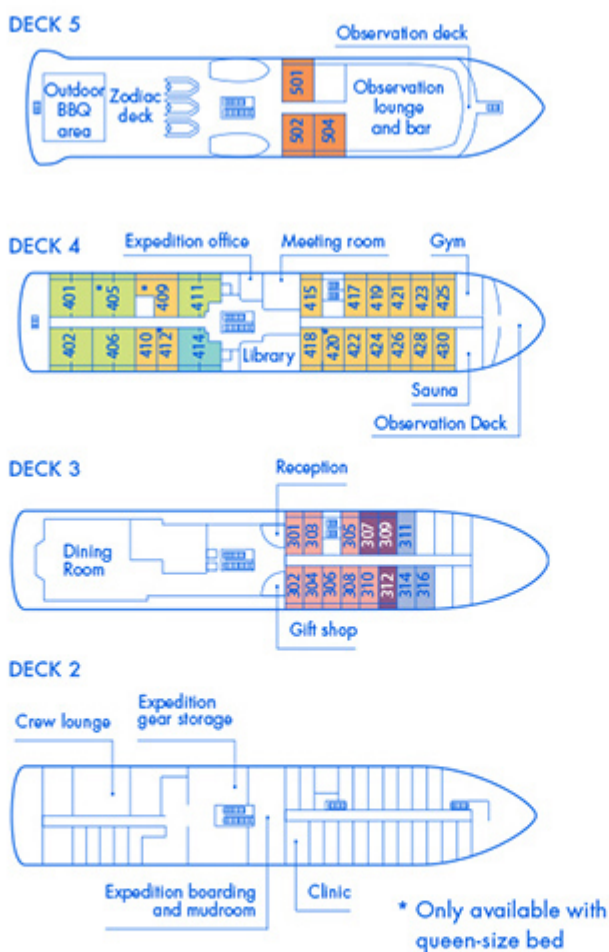 DECK 5
Observation deck
Outdoor
BBQ
area
Zodiac
deck
501
502
504
Observation
lounge
and bar
DECK 4
Expedition office
Meeting room
Gym
401
* 405
* 409
411
415
417
419
421
423
425
402
406
410
412*
414
Library
418
*420
422
424
426
428
430
Sauna
Observation Deck
DECK 3
Reception
Dining
Room
301
303
305
307
309
311
302
304
306
308
310
312
314
316
Gift shop
DECK 2
Crew lounge
Expedition
gear storage
Expedition boarding
and mudroom
Clinic
* Only available with
queen-size bed